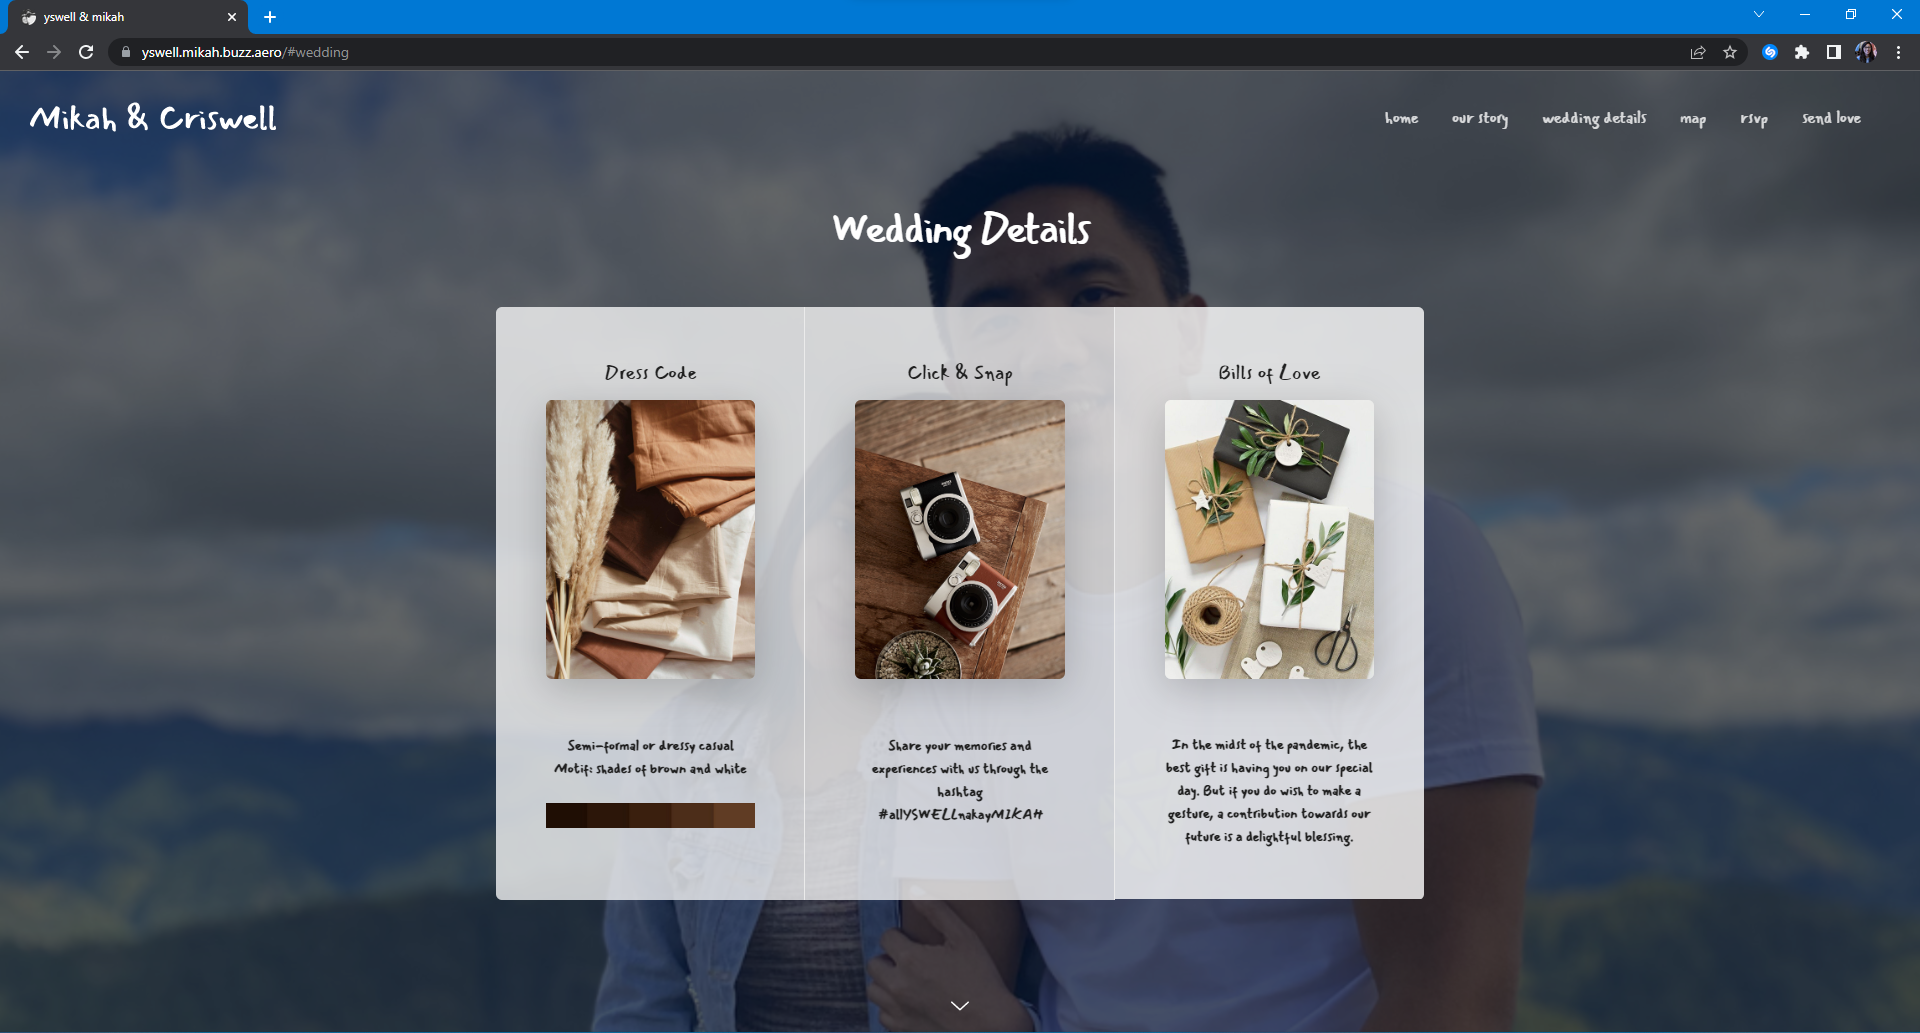 yswell & mikah
yswell.mikah.buzz.aero/#wedding
Mikah & Criswell
home our story wedding details map rsvp send love
Wedding Details
Dress Code
Semi-formal or dressy casual
Motif: shades of brown and white
Click & Snap
Share your memories and
experiences with us through the
hashtag
#allYSWELLnakayMIKAH
Bills of Love
In the midst of the pandemic, the
best gift is having you on our special
day. But if you do wish to make a
gesture, a contribution towards our
future is a delightful blessing.